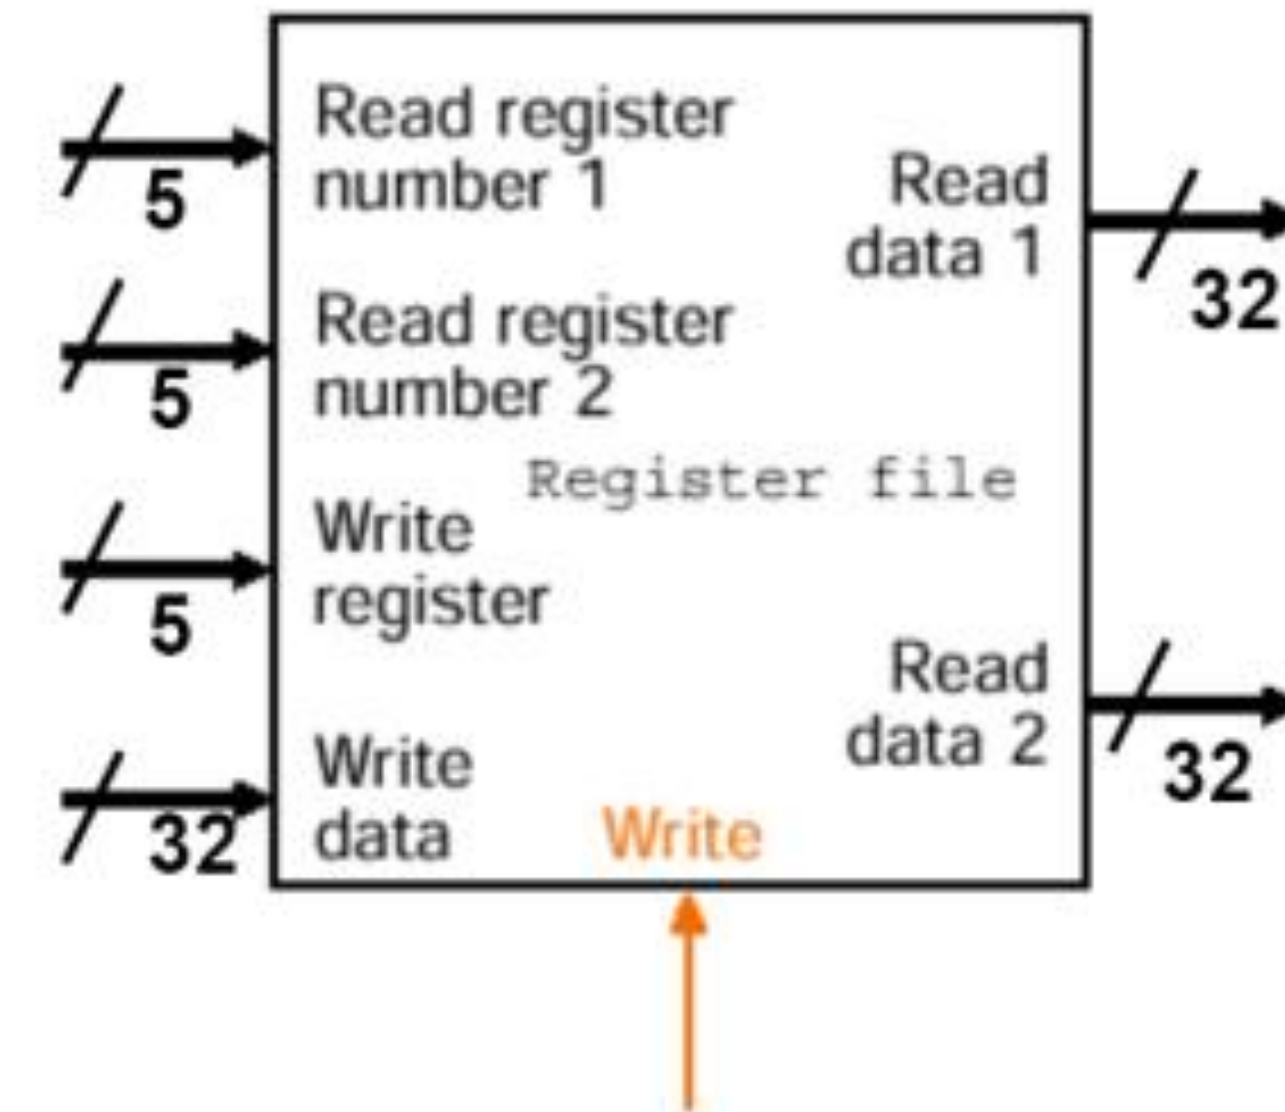 Read register
number 1
5
Read register
number 2
5
Write
register
5
Write
data
32
Register file
Read
data 1
32
Read
data 2
32
Write